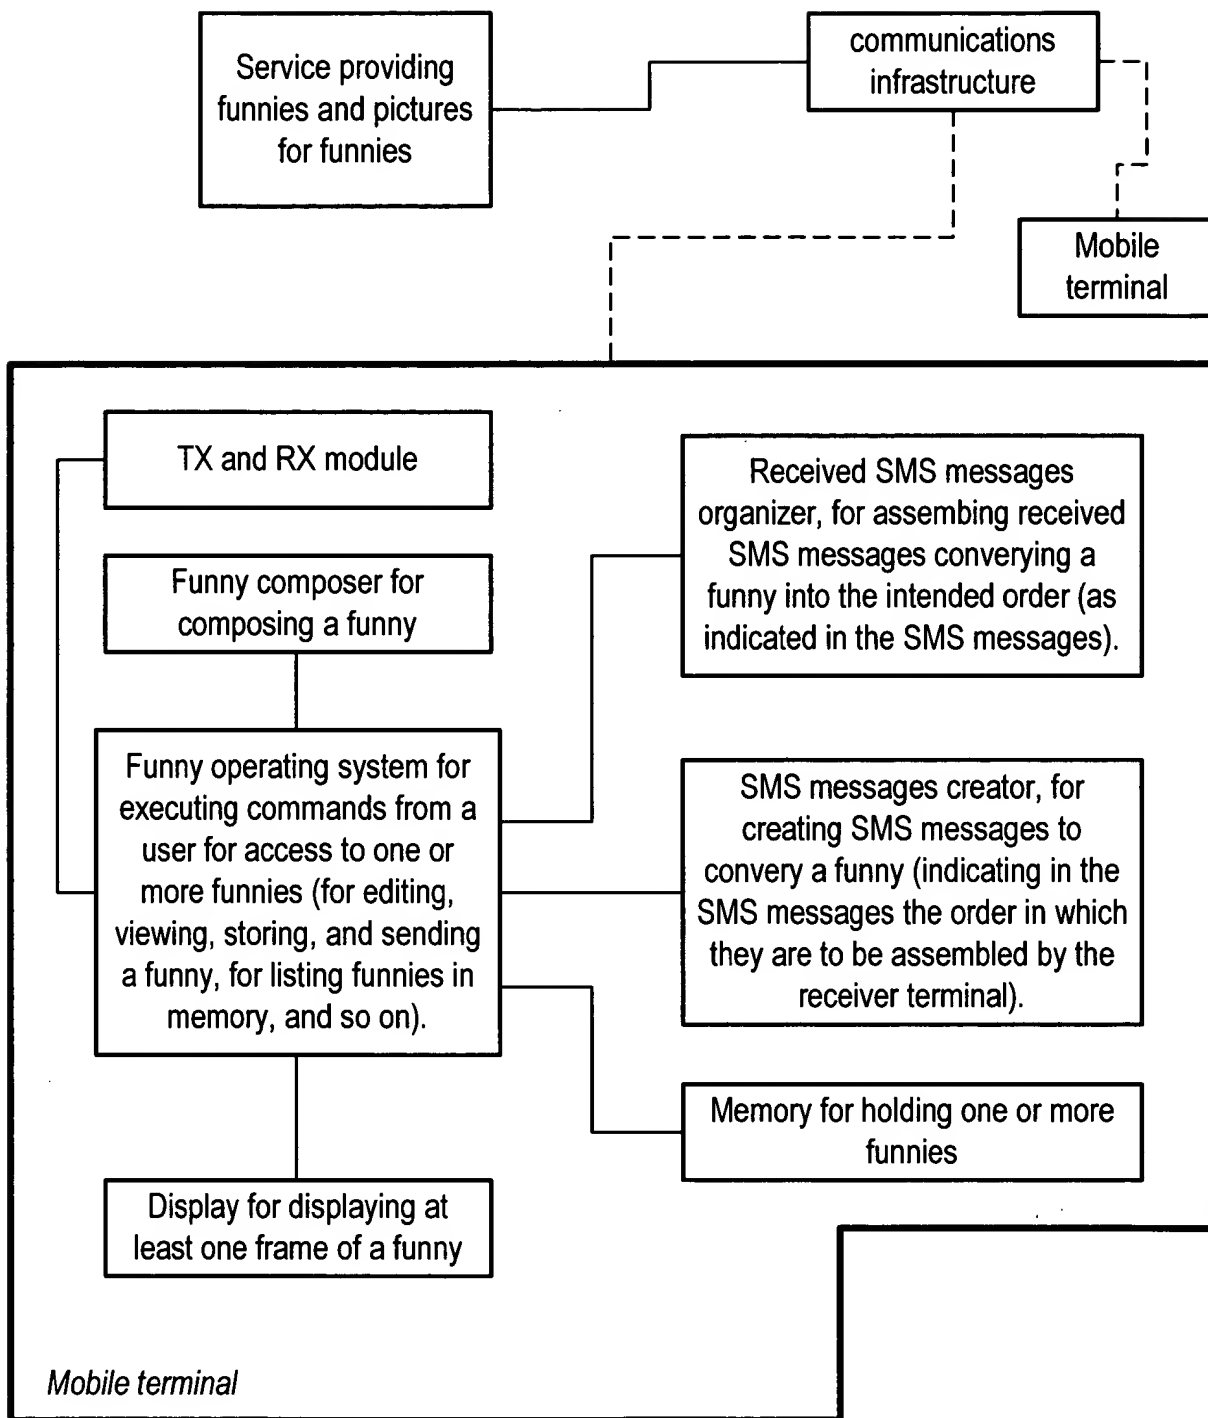 Service providing
funnies and pictures
for funnies
communications
infrastructure
Mobile
terminal
TX and RX module
Funny composer for
composing a funny
Funny operating system for
executing commands from a
user for access to one or
more funnies (for editing,
viewing, storing, and sending
a funny, for listing funnies in
memory, and so on).
Display for displaying at
least one frame of a funny
Received SMS messages
organizer, for assembing received
SMS messages converying a
funny into the intended order (as
indicated in the SMS messages).
SMS messages creator, for
creating SMS messages to
convery a funny (indicating in the
SMS messages the order in which
they are to be assembled by the
receiver terminal).
Memory for holding one or more
funnies
Mobile terminal